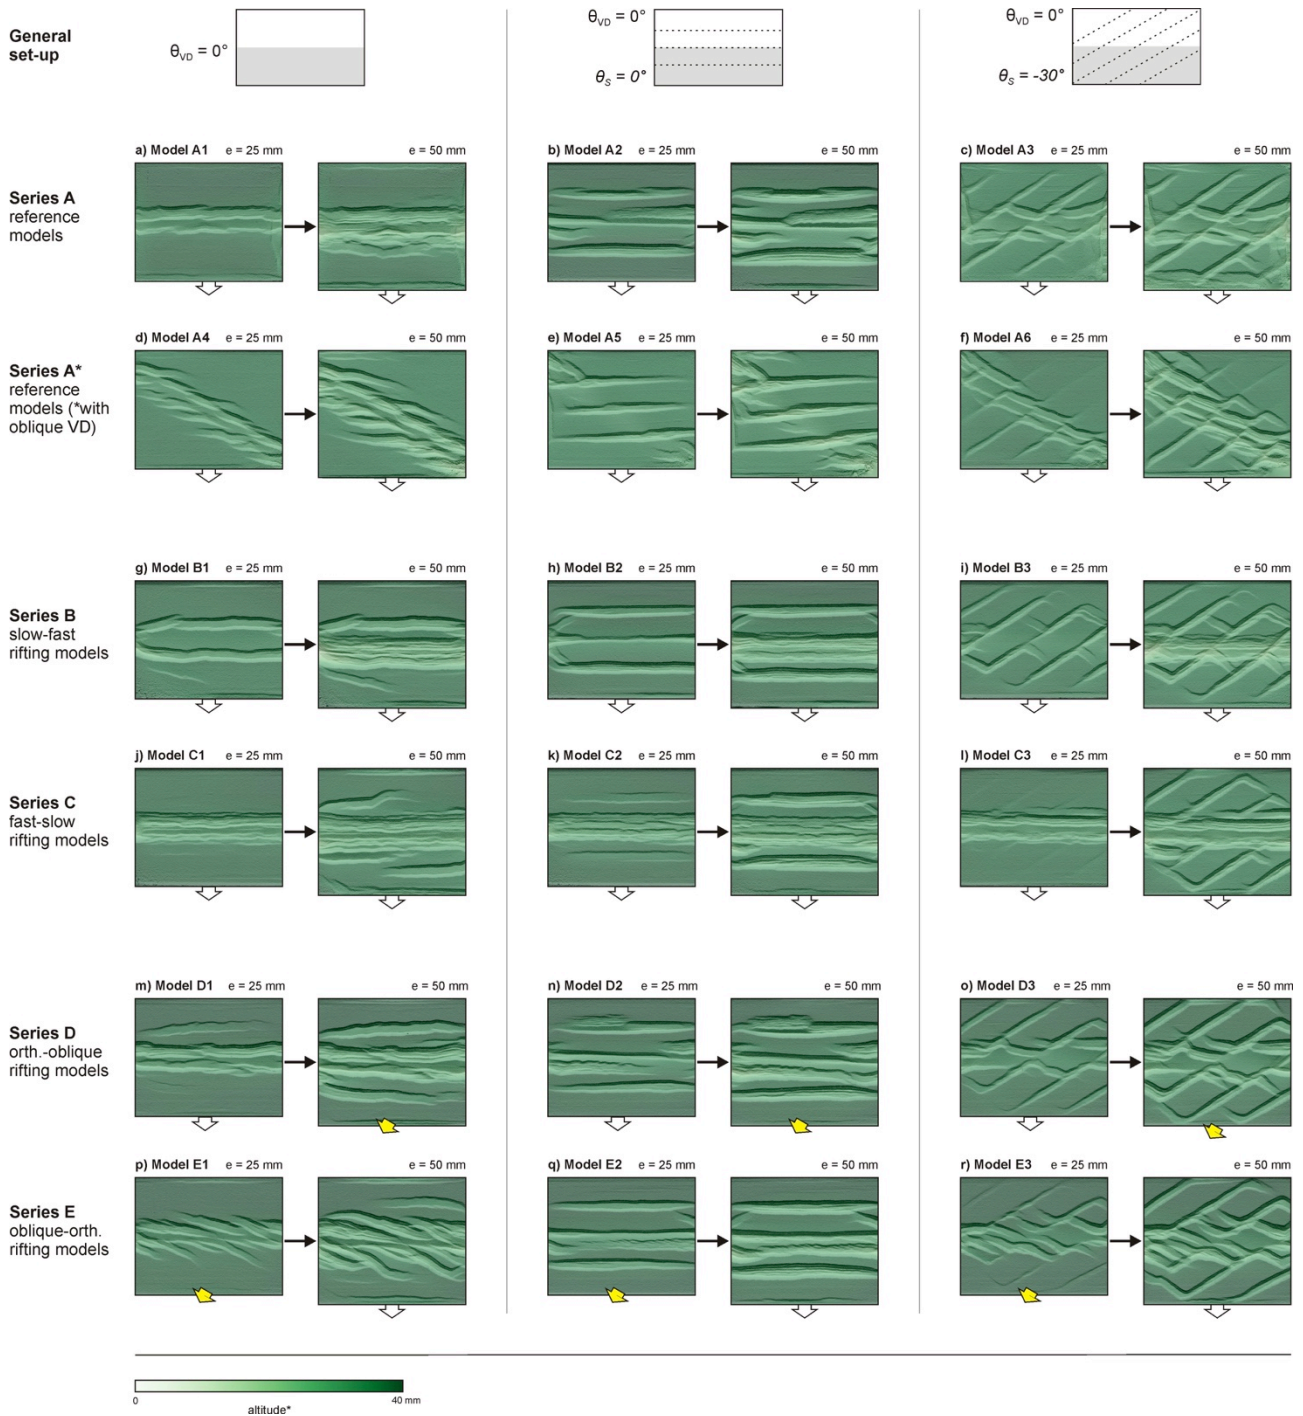 General
set-up
θVD = 0°
θVD = 0°
θS = 0°
θVD = 0°
θS = -30°
Series A
reference
models
a) Model A1 e = 25 mm
e = 50 mm
b) Model A2 e = 25 mm
e = 50 mm
c) Model A3 e = 25 mm
e = 50 mm
Series A*
reference
models (*with
oblique VD)
d) Model A4 e = 25 mm
e = 50 mm
e) Model A5 e = 25 mm
e = 50 mm
f) Model A6 e = 25 mm
e = 50 mm
Series B
slow-fast
rifting models
g) Model B1 e = 25 mm
e = 50 mm
h) Model B2 e = 25 mm
e = 50 mm
i) Model B3 e = 25 mm
e = 50 mm
Series C
fast-slow
rifting models
j) Model C1 e = 25 mm
e = 50 mm
k) Model C2 e = 25 mm
e = 50 mm
l) Model C3 e = 25 mm
e = 50 mm
Series D
orth.-oblique
rifting models
m) Model D1 e = 25 mm
e = 50 mm
n) Model D2 e = 25 mm
e = 50 mm
o) Model D3 e = 25 mm
e = 50 mm
Series E
oblique-orth.
rifting models
p) Model E1 e = 25 mm
e = 50 mm
q) Model E2 e = 25 mm
e = 50 mm
r) Model E3 e = 25 mm
e = 50 mm
0
40 mm
altitude*